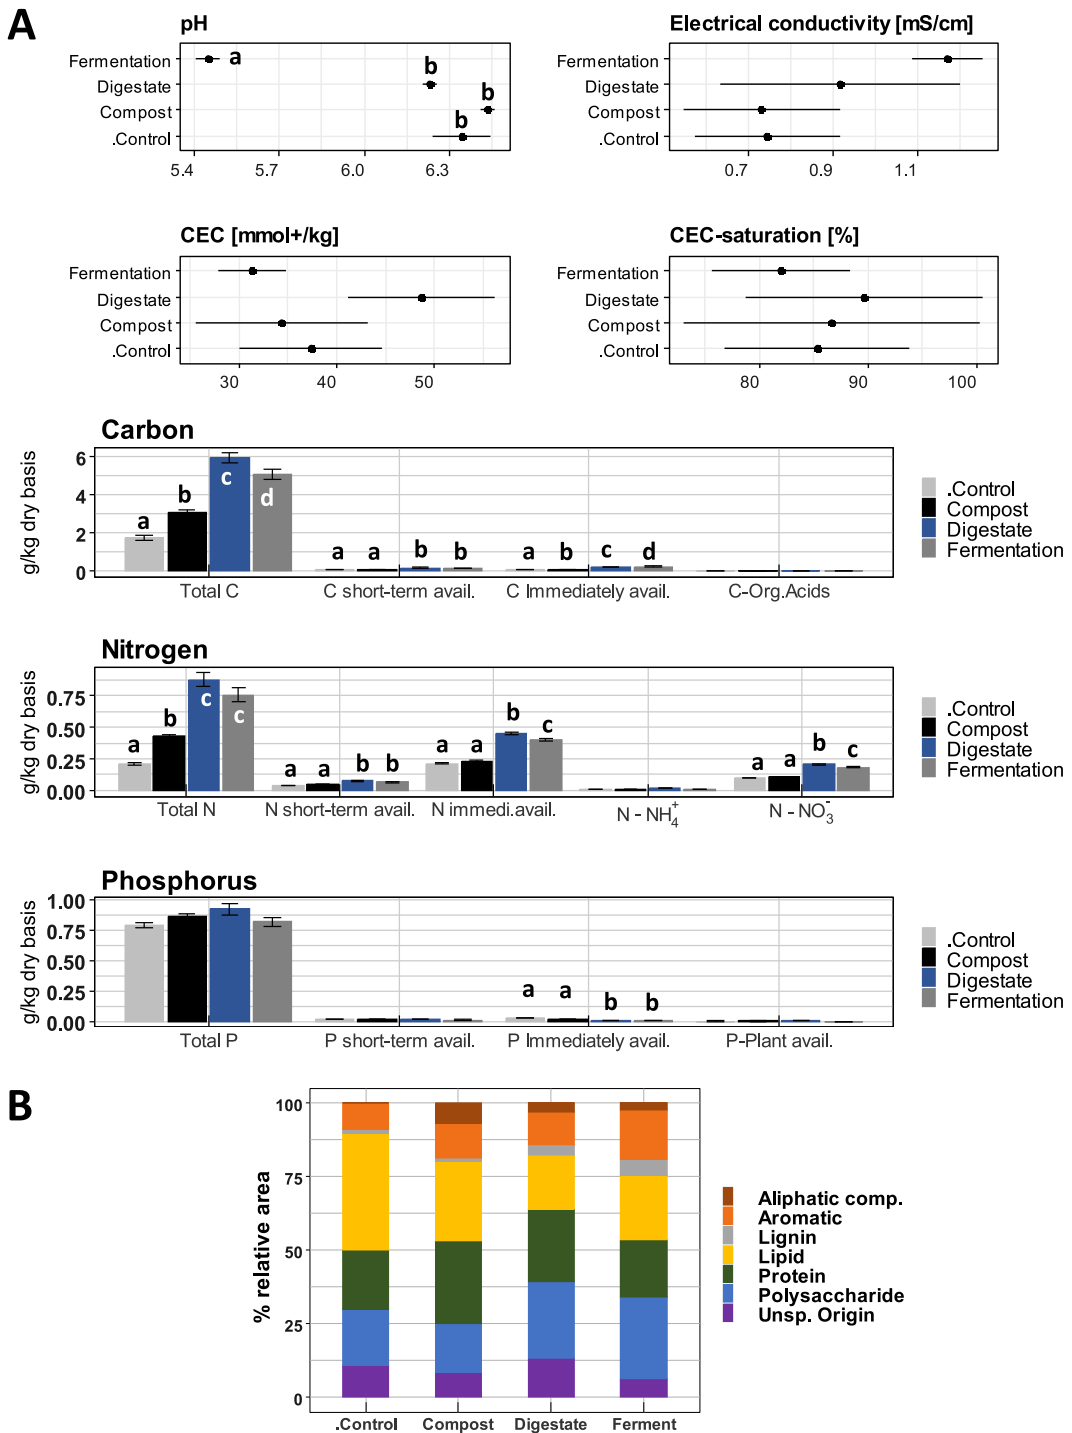 A
pH
Fermentation
Digestate
Compost
.Control
a
b
b
b
5.4 5.7 6.0 6.3
Electrical conductivity [mS/cm]
Fermentation
Digestate
Compost
.Control
0.7 0.9 1.1
CEC [mmol+/kg]
Fermentation
Digestate
Compost
.Control
30 40 50
CEC-saturation [%]
Fermentation
Digestate
Compost
.Control
80 90 100
Carbon
g/kg dry basis
6
4
2
0
a b c d
a a b b
a b c d
Total C C short-term avail. C Immediately avail. C-Org.Acids
.Control
Compost
Digestate
Fermentation
Nitrogen
g/kg dry basis
0.75
0.50
0.25
0.00
a b c c
a a b b
a a b c
a a b c
Total N N short-term avail. N immedi.avail. N - NH4+ N - NO3-
.Control
Compost
Digestate
Fermentation
Phosphorus
g/kg dry basis
1.00
0.75
0.50
0.25
0.00
a a b b
Total P P short-term avail. P Immediately avail. P-Plant avail.
.Control
Compost
Digestate
Fermentation
B
% relative area
100
75
50
25
0
.Control Compost Digestate Ferment
Aliphatic comp.
Aromatic
Lignin
Lipid
Protein
Polysaccharide
Unsp. Origin